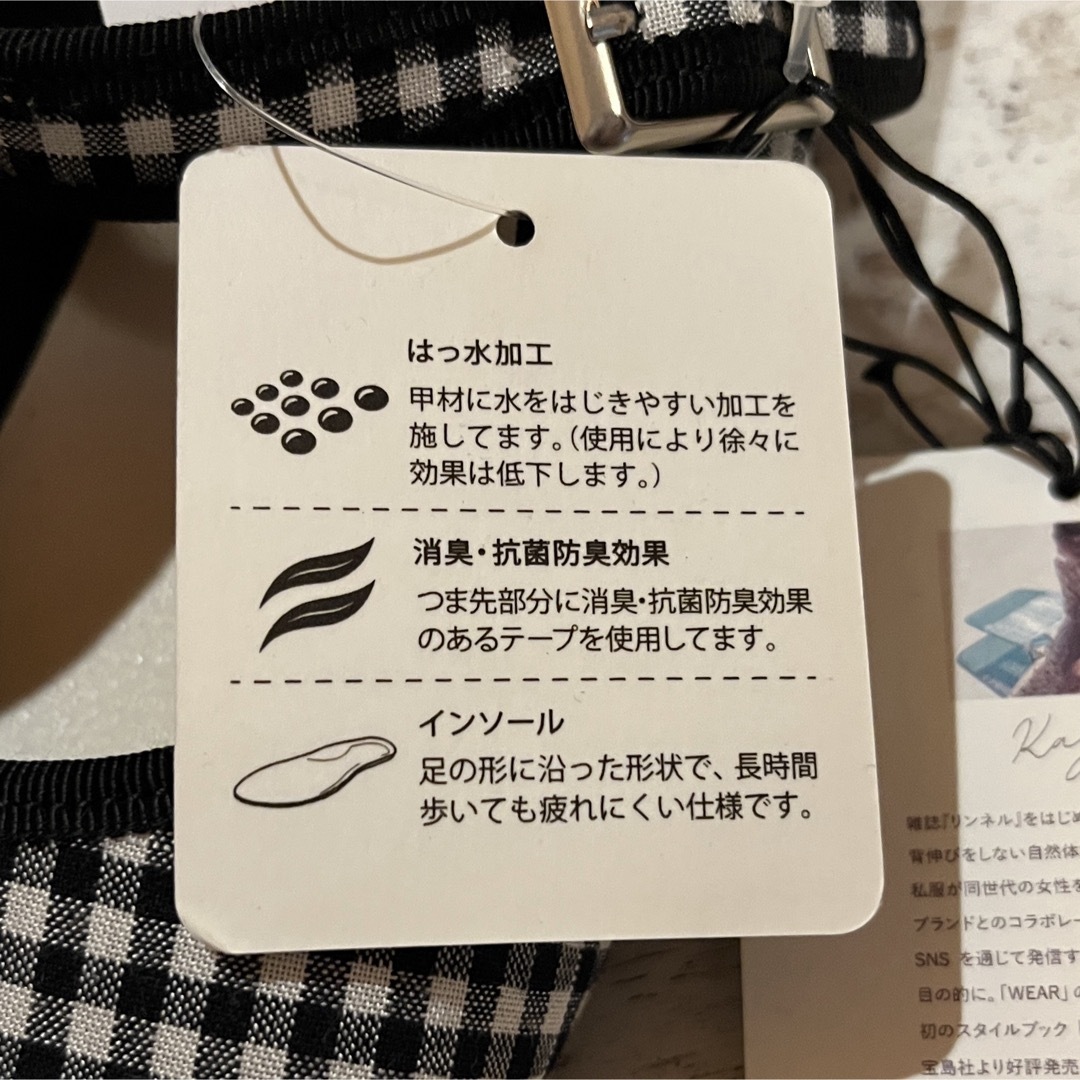 はっ水加工
甲材に水をはじきやすい加工を
施してます。（使用により徐々に
効果は低下します。）
消臭・抗菌防臭効果
つま先部分に消臭・抗菌防臭効果
のあるテープを使用してます。
インソール
足の形に沿った形状で、長時間
歩いても疲れにくい仕様です。
雑誌『リンネル』をはじめ
背伸びをしない自然体
私服が同世代の女性を
ブランドとのコラボレー
SNS を通じて発信す
目的に。「WEAR」の
初のスタイルブック
宝島社より好評発売